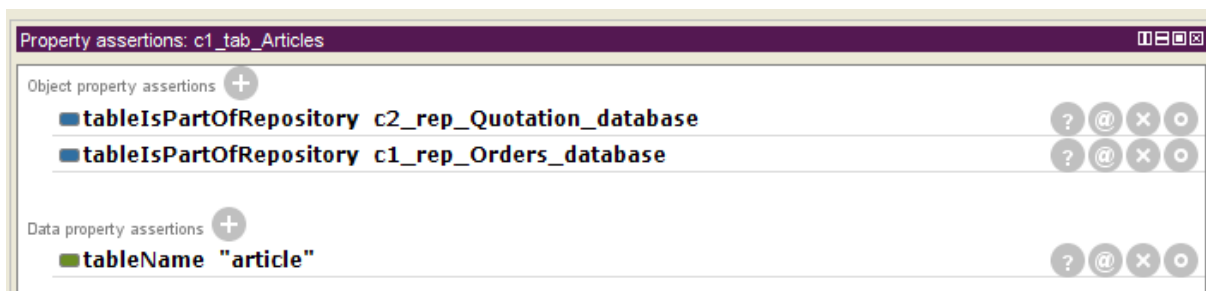 Property assertions: c1_tab_Articles
Object property assertions
tableIsPartOfRepository c2_rep_Quotation_database
? @ × o
tableIsPartOfRepository c1_rep_Orders_database
? @ × o
Data property assertions
tableName "article"
? @ × o